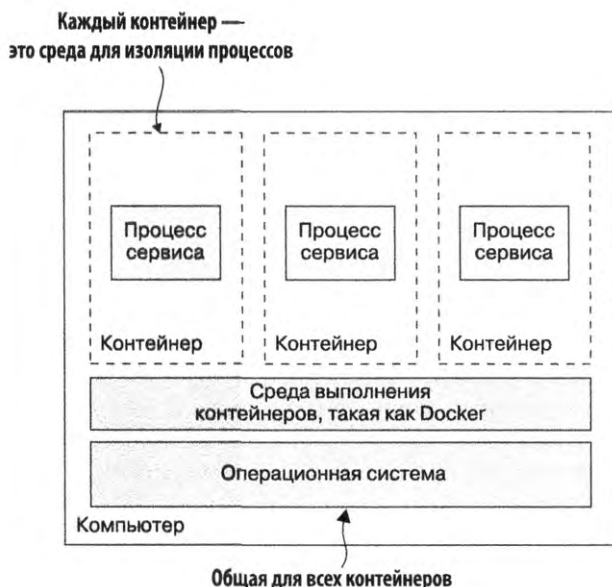 Каждый контейнер —
это среда для изоляции процессов
Процесс
сервиса
Процесс
сервиса
Процесс
сервиса
Контейнер
Контейнер
Контейнер
Среда выполнения
контейнеров, такая как Docker
Операционная система
Компьютер
Общая для всех контейнеров